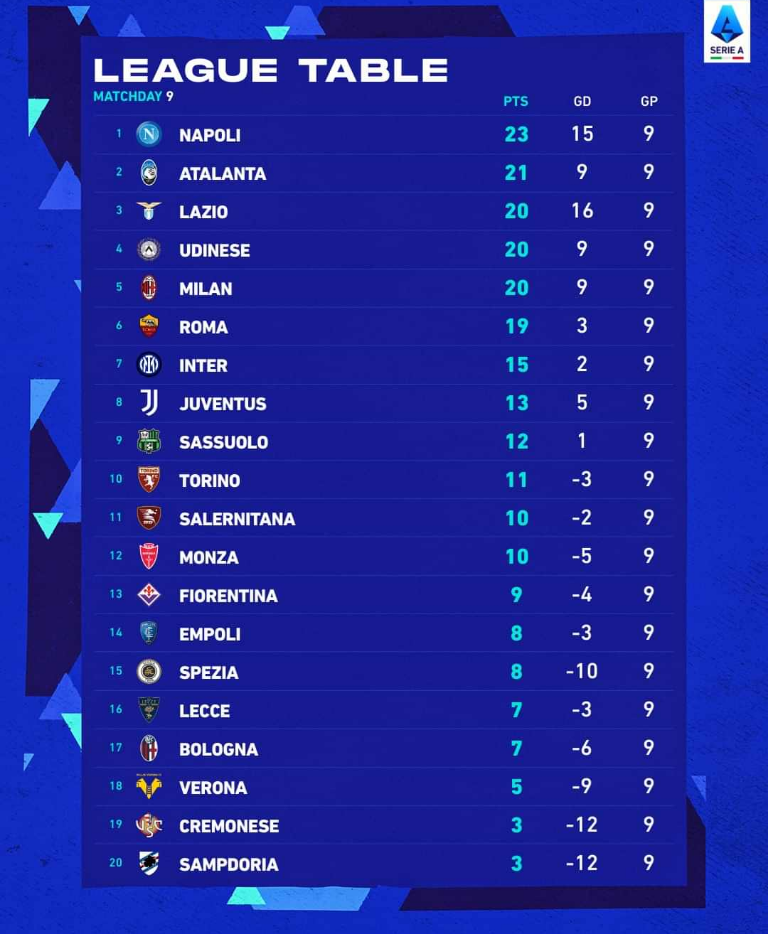 SERIE A
LEAGUE TABLE
MATCHDAY 9
PTS GD GP
1 NAPOLI 23 15 9
2 ATALANTA 21 9 9
3 LAZIO 20 16 9
4 UDINESE 20 9 9
5 MILAN 20 9 9
6 ROMA 19 3 9
7 INTER 15 2 9
8 JUVENTUS 13 5 9
9 SASSUOLO 12 1 9
10 TORINO 11 -3 9
11 SALERNITANA 10 -2 9
12 MONZA 10 -5 9
13 FIORENTINA 9 -4 9
14 EMPOLI 8 -3 9
15 SPEZIA 8 -10 9
16 LECCE 7 -3 9
17 BOLOGNA 7 -6 9
18 VERONA 5 -9 9
19 CREMONESE 3 -12 9
20 SAMPDORIA 3 -12 9